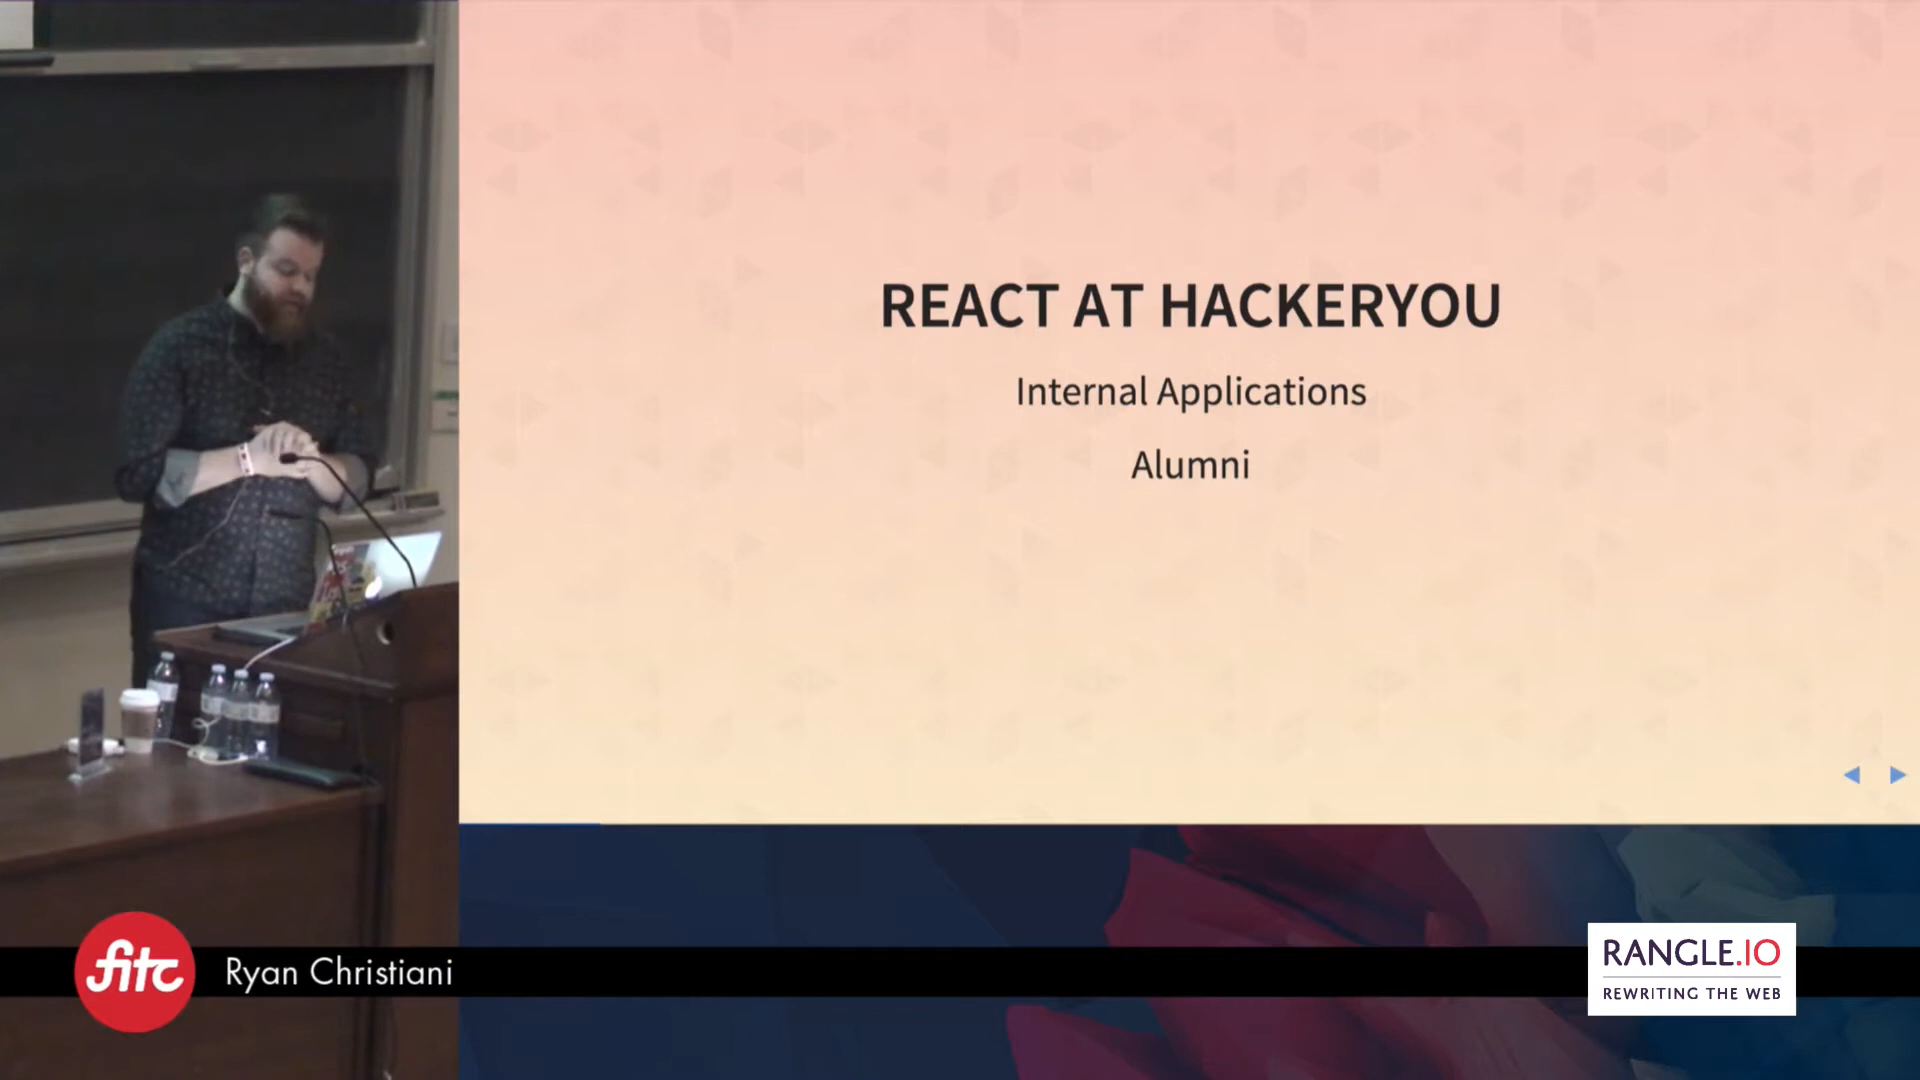 REACT AT HACKERYOU
Internal Applications
Alumni
fitc
Ryan Christiani
RANGLE.IO
REWRITING THE WEB